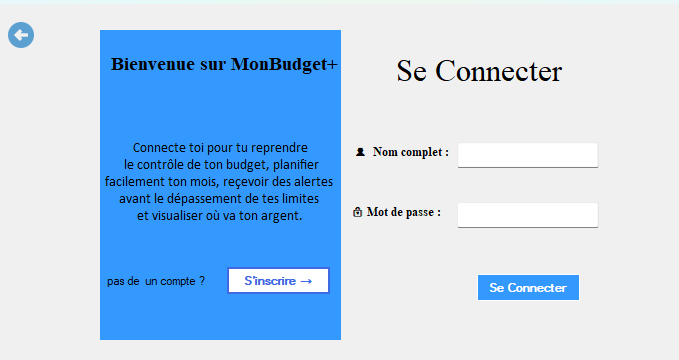 Bienvenue sur MonBudget+
Connecte toi pour tu reprendre
le contrôle de ton budget, planifier
facilement ton mois, reçevoir des alertes
avant le dépassement de tes limites
et visualiser où va ton argent.
pas de un compte ?
S'inscrire →
Se Connecter
Nom complet :
Mot de passe :
Se Connecter